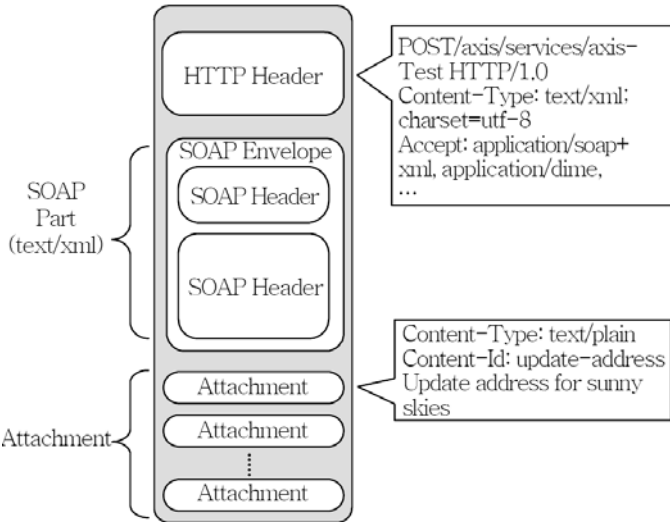 HTTP Header
POST/axis/services/axis-
Test HTTP/1.0
Content-Type: text/xml;
charset=utf-8
Accept: application/soap+
xml, application/dime,
...
SOAP
Part
(text/xml)
SOAP Envelope
SOAP Header
SOAP Header
Content-Type: text/plain
Content-Id: update-address
Update address for sunny
skies
Attachment
Attachment
Attachment
Attachment